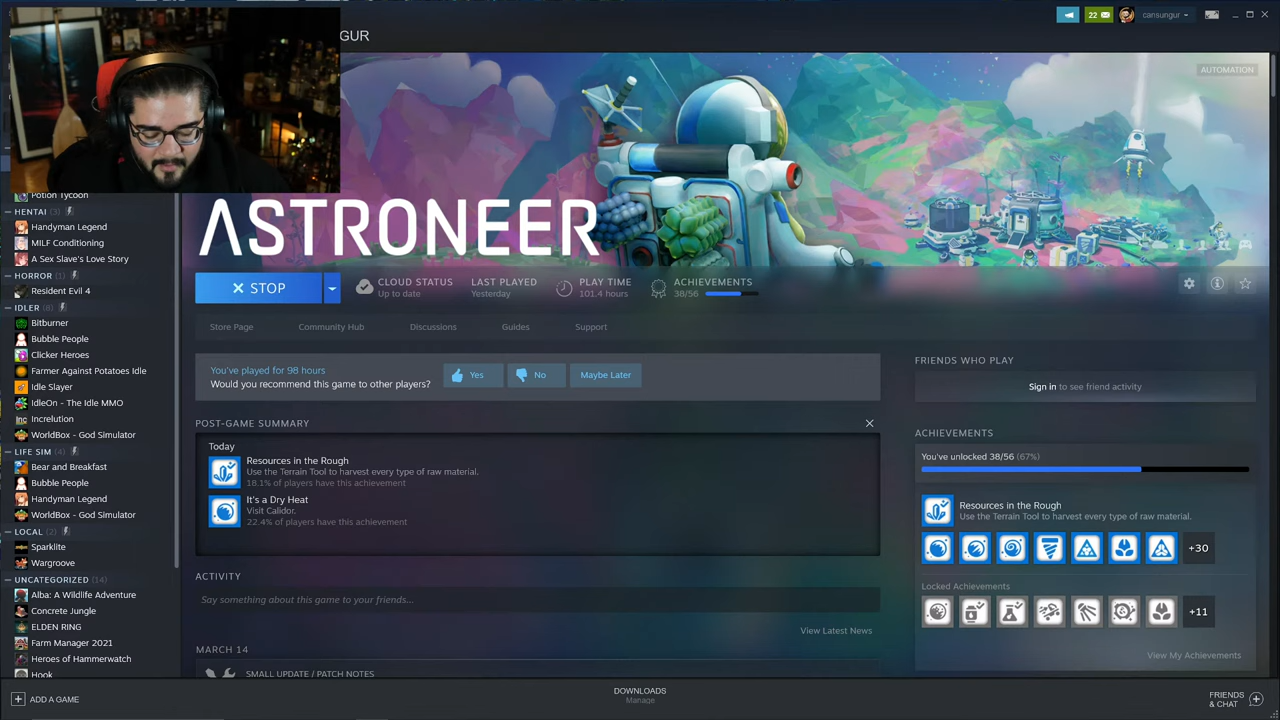 22
cansungur
GUR
AUTOMATION
ASTRONEER
Potion Tycoon
HENTAI (3)
Handyman Legend
MILF Conditioning
A Sex Slave's Love Story
HORROR (1)
Resident Evil 4
IDLER (8)
Bitburner
Bubble People
Clicker Heroes
Farmer Against Potatoes Idle
Idle Slayer
IdleOn - The Idle MMO
Increlution
WorldBox - God Simulator
LIFE SIM (4)
Bear and Breakfast
Bubble People
Handyman Legend
WorldBox - God Simulator
LOCAL (2)
Sparklite
Wargroove
UNCATEGORIZED (14)
Alba: A Wildlife Adventure
Concrete Jungle
ELDEN RING
Farm Manager 2021
Heroes of Hammerwatch
Hook
STOP
CLOUD STATUS
Up to date
LAST PLAYED
Yesterday
PLAY TIME
101.4 hours
ACHIEVEMENTS
38/56
Store Page
Community Hub
Discussions
Guides
Support
You've played for 98 hours
Would you recommend this game to other players?
Yes
No
Maybe Later
POST-GAME SUMMARY
Today
Resources in the Rough
Use the Terrain Tool to harvest every type of raw material.
18.1% of players have this achievement
It's a Dry Heat
Visit Calidor.
22.4% of players have this achievement
ACTIVITY
Say something about this game to your friends...
View Latest News
MARCH 14
SMALL UPDATE / PATCH NOTES
FRIENDS WHO PLAY
Sign in to see friend activity
ACHIEVEMENTS
You've unlocked 38/56 (67%)
Resources in the Rough
Use the Terrain Tool to harvest every type of raw material.
+30
Locked Achievements
+11
View My Achievements
ADD A GAME
DOWNLOADS
Manage
FRIENDS
& CHAT